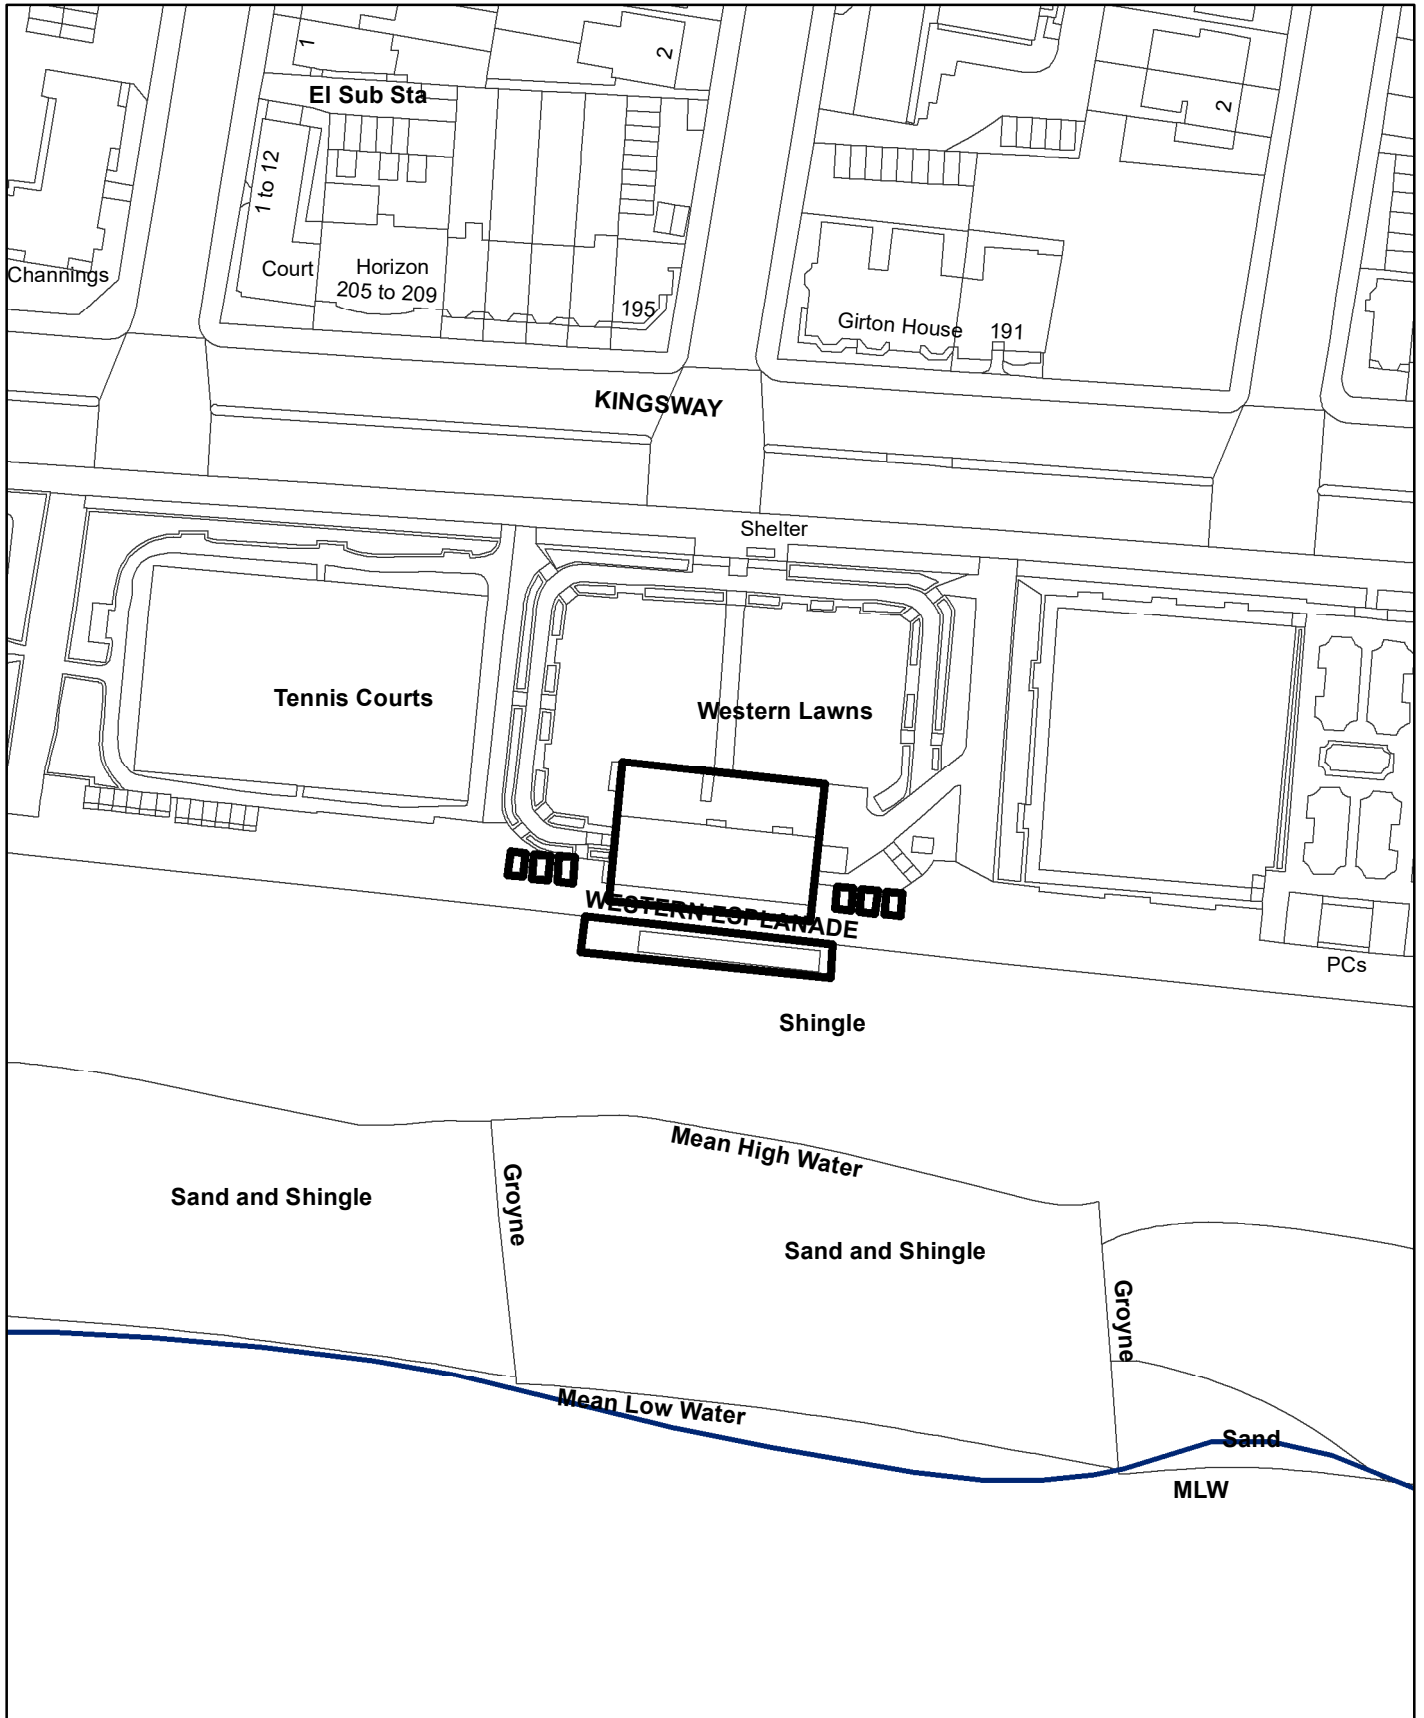 1
2
El Sub Sta
2
1 to 12
Channings
Court
Horizon
205 to 209
195
Girton House
191
KINGSWAY
Shelter
Tennis Courts
Western Lawns
WESTERN ESPLANADE
PCs
Shingle
Mean High Water
Groyne
Sand and Shingle
Sand and Shingle
Groyne
Mean Low Water
Sand
MLW